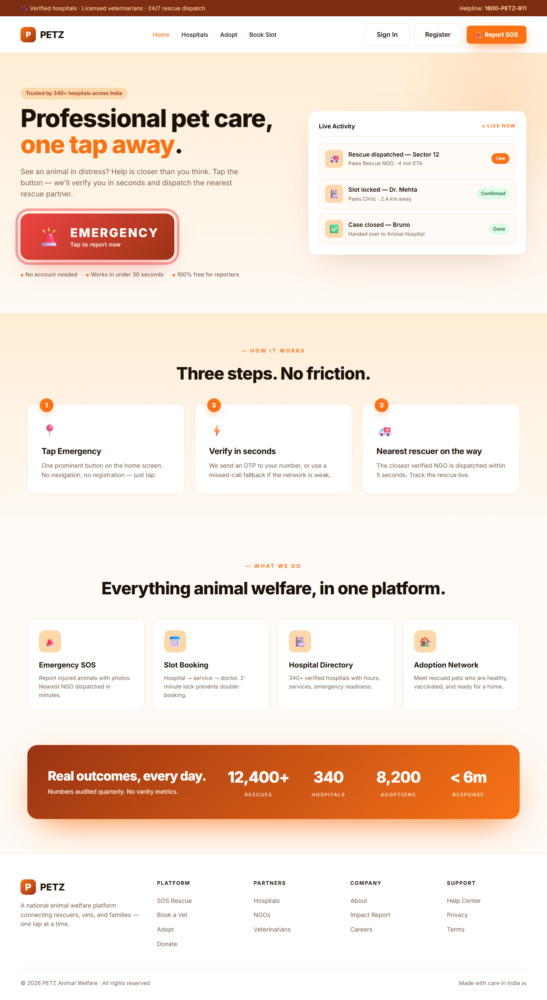 Verified hospitals · Licensed veterinarians · 24/7 rescue dispatch
Helpline: 1800-PETZ-911
P PETZ
Home
Hospitals
Adopt
Book Slot
Sign In
Register
Report SOS
Trusted by 340+ hospitals across India
Professional pet care,
one tap away.
See an animal in distress? Help is closer than you think. Tap the
button — we'll verify you in seconds and dispatch the nearest
rescue partner.
EMERGENCY
Tap to report now
No account needed
Works in under 30 seconds
100% free for reporters
Live Activity
LIVE NOW
Rescue dispatched — Sector 12
Paws Rescue NGO · 4 min ETA
Live
Slot locked — Dr. Mehta
Paws Clinic · 2.4 km away
Confirmed
Case closed — Bruno
Handed over to Animal Hospital
Done
— HOW IT WORKS
Three steps. No friction.
1
Tap Emergency
One prominent button on the home screen.
No navigation, no registration — just tap.
2
Verify in seconds
We send an OTP to your number, or use a
missed-call fallback if the network is weak.
3
Nearest rescuer on the way
The closest verified NGO is dispatched within
5 seconds. Track the rescue live.
— WHAT WE DO
Everything animal welfare, in one platform.
Emergency SOS
Report injured animals with photos.
Nearest NGO dispatched in
minutes.
Slot Booking
Hospital → service → doctor. 2-
minute lock prevents double-
booking.
Hospital Directory
340+ verified hospitals with hours,
services, emergency readiness.
Adoption Network
Meet rescued pets who are healthy,
vaccinated, and ready for a home.
Real outcomes, every day.
Numbers audited quarterly. No vanity metrics.
12,400+
RESCUES
340
HOSPITALS
8,200
ADOPTIONS
< 6m
RESPONSE
P PETZ
A national animal welfare platform
connecting rescuers, vets, and families —
one tap at a time.
PLATFORM
SOS Rescue
Book a Vet
Adopt
Donate
PARTNERS
Hospitals
NGOs
Veterinarians
COMPANY
About
Impact Report
Careers
SUPPORT
Help Center
Privacy
Terms
© 2026 PETZ Animal Welfare · All rights reserved
Made with care in India IN